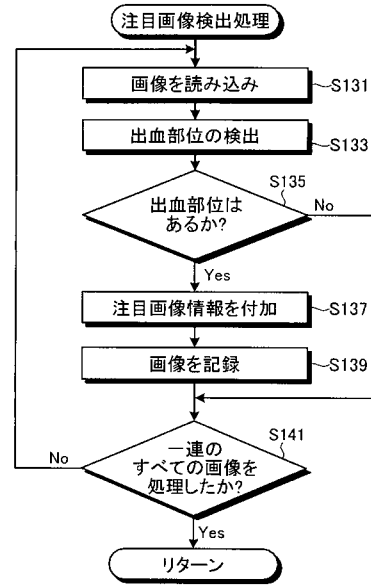 注目画像検出処理
画像を読み込み
S131
出血部位の検出
S133
S135
出血部位は
あるか?
No
Yes
注目画像情報を付加
S137
画像を記録
S139
S141
一連の
すべての画像を
処理したか?
No
Yes
リターン